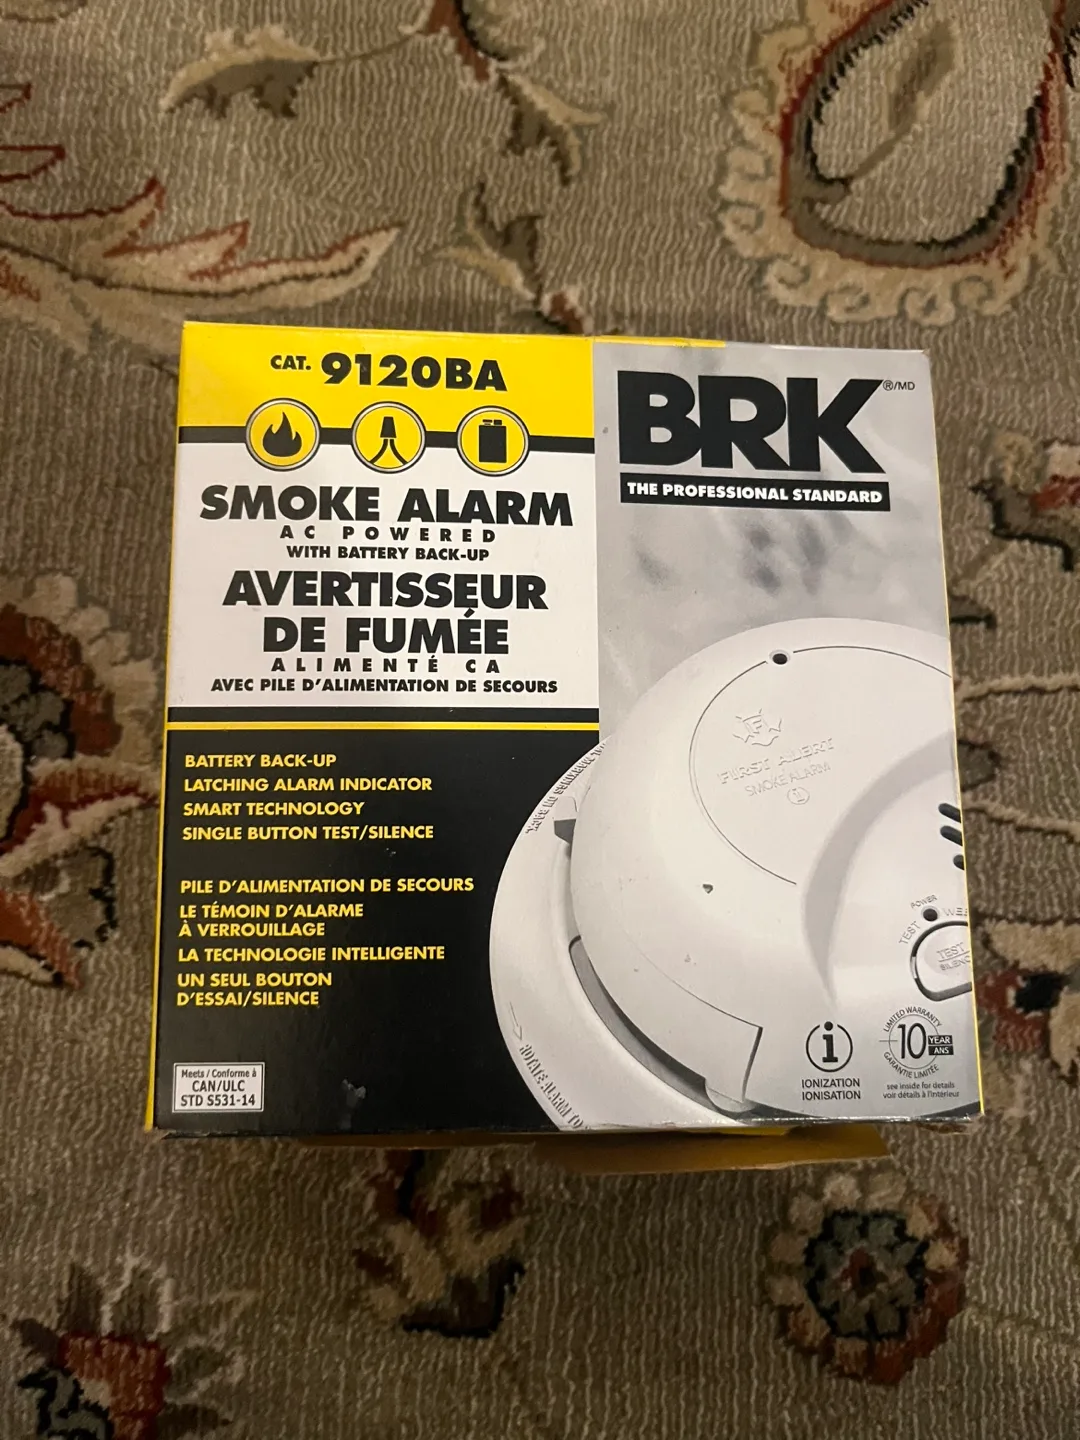 CAT. 9120BA
SMOKE ALARM
AC POWERED
WITH BATTERY BACK-UP
AVERTISSEUR
DE FUMÉE
ALIMENTÉ CA
AVEC PILE D'ALIMENTATION DE SECOURS
BATTERY BACK-UP
LATCHING ALARM INDICATOR
SMART TECHNOLOGY
SINGLE BUTTON TEST/SILENCE
PILE D'ALIMENTATION DE SECOURS
LE TÉMOIN D'ALARME
À VERROUILLAGE
LA TECHNOLOGIE INTELLIGENTE
UN SEUL BOUTON
D'ESSAI/SILENCE
Meets / Conforme à
CAN/ULC
STD S531-14
BRK®/MD
THE PROFESSIONAL STANDARD
FIRST ALERT
SMOKE ALARM
i
POWER
TEST
TEST
ROTATE ALARM TO
i
IONIZATION
IONISATION
LIMITED WARRANTY
10 YEAR
ANS
GARANTIE LIMITÉE
see inside for details
voir détails à l'intérieur